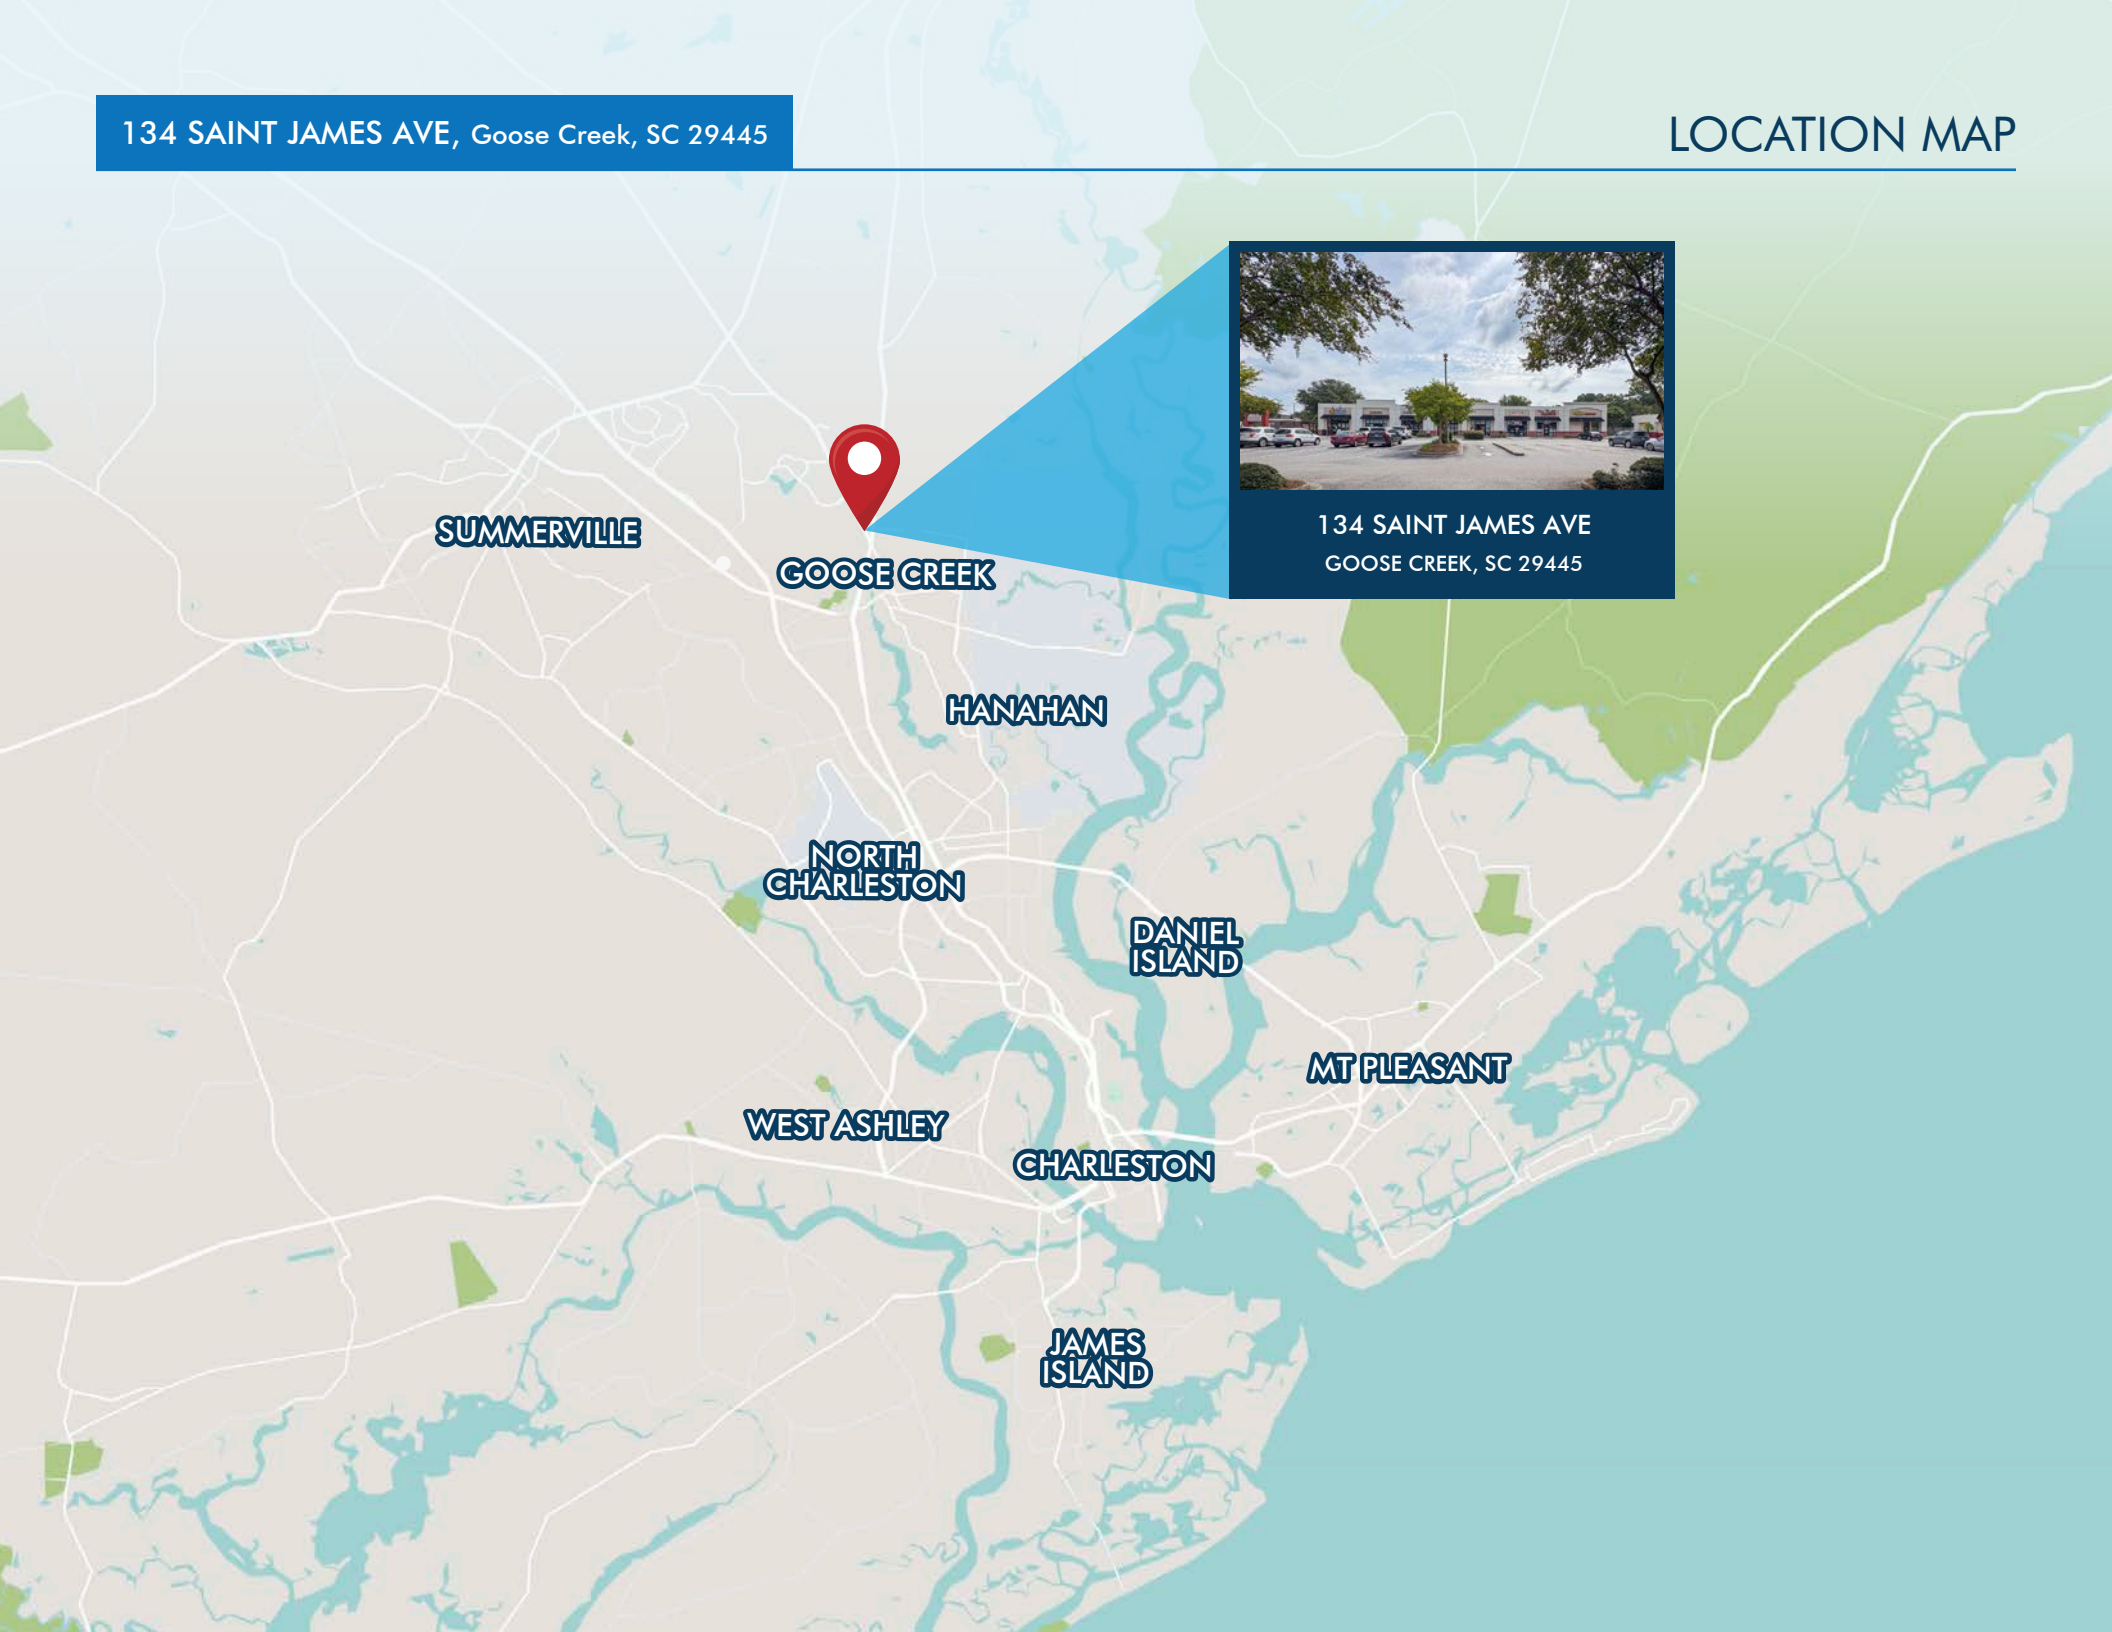 134 SAINT JAMES AVE, Goose Creek, SC 29445
LOCATION MAP
134 SAINT JAMES AVE
GOOSE CREEK, SC 29445
SUMMERVILLE
GOOSE CREEK
HANAHAN
NORTH
CHARLESTON
DANIEL
ISLAND
MT PLEASANT
WEST ASHLEY
CHARLESTON
JAMES
ISLAND